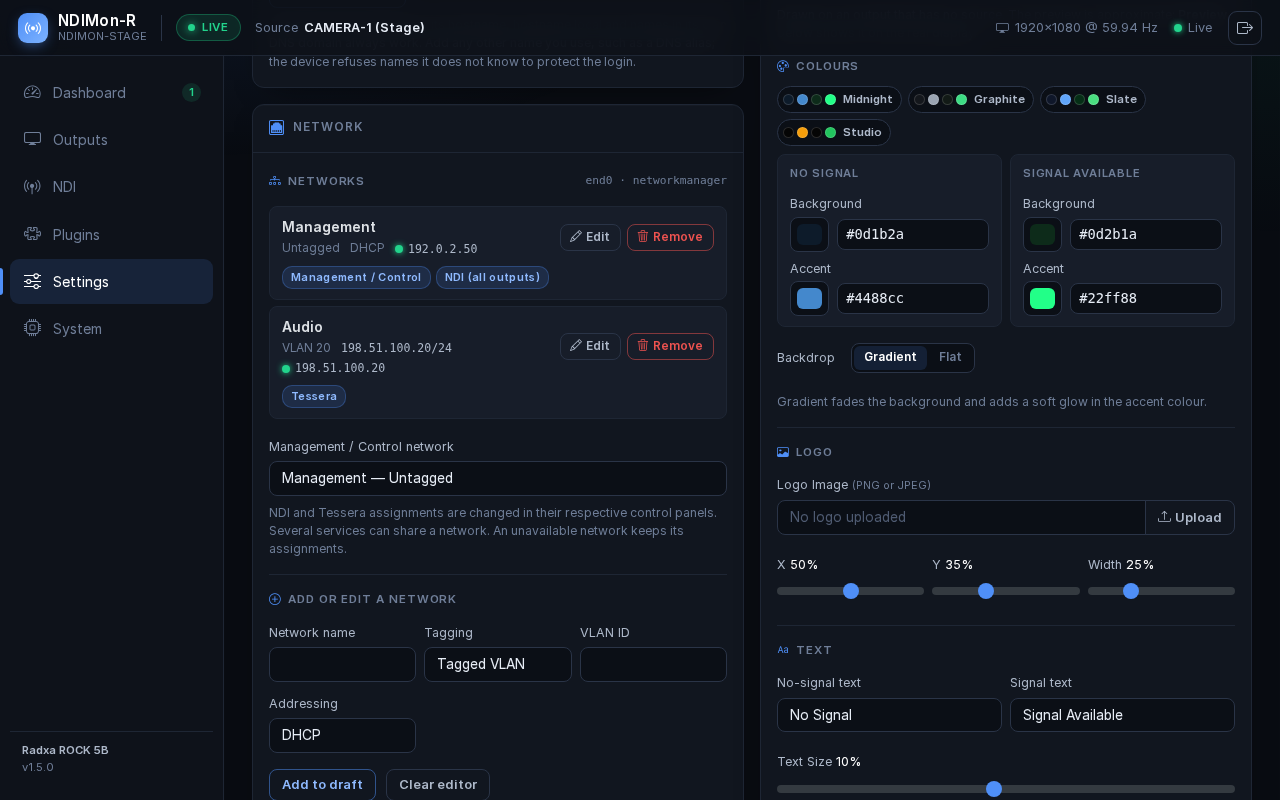 NDIMon-R
NDIMON-STAGE
LIVE
Source CAMERA-1 (Stage)
1920×1080 @ 59.94 Hz
Live
Dashboard
1
Outputs
NDI
Plugins
Settings
System
Radxa ROCK 5B
v1.5.0
the device refuses names it does not know to protect the login.
NETWORK
NETWORKS
end0 · networkmanager
Management
Untagged DHCP 192.0.2.50
Management / Control
NDI (all outputs)
Edit
Remove
Audio
VLAN 20 198.51.100.20/24
198.51.100.20
Tessera
Edit
Remove
Management / Control network
Management — Untagged
NDI and Tessera assignments are changed in their respective control panels.
Several services can share a network. An unavailable network keeps its
assignments.
ADD OR EDIT A NETWORK
Network name
Tagging
VLAN ID
Tagged VLAN
Addressing
DHCP
Add to draft
Clear editor
COLOURS
Midnight
Graphite
Slate
Studio
NO SIGNAL
Background
#0d1b2a
Accent
#4488cc
SIGNAL AVAILABLE
Background
#0d2b1a
Accent
#22ff88
Backdrop
Gradient
Flat
Gradient fades the background and adds a soft glow in the accent colour.
LOGO
Logo Image (PNG or JPEG)
No logo uploaded
Upload
X 50%
Y 35%
Width 25%
Aa TEXT
No-signal text
Signal text
No Signal
Signal Available
Text Size 10%